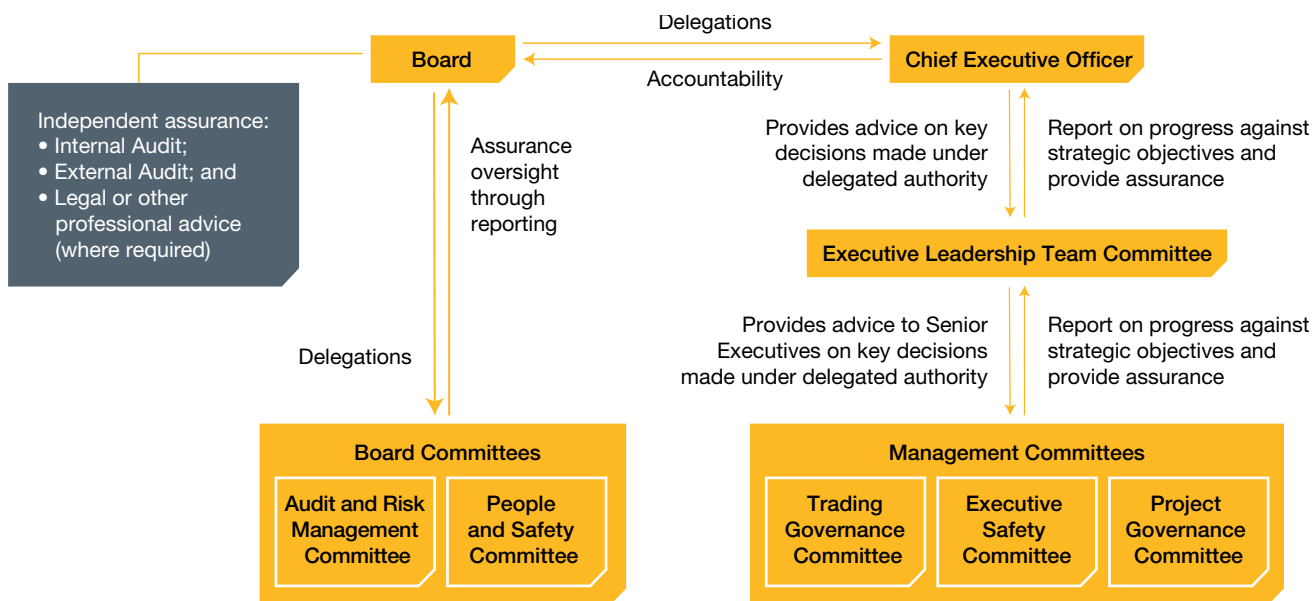 Delegations
Board
Chief Executive Officer
Accountability
Independent assurance:
• Internal Audit;
• External Audit; and
• Legal or other
professional advice
(where required)
Assurance
oversight
through
reporting
Provides advice on key
decisions made under
delegated authority
Report on progress against
strategic objectives and
provide assurance
Executive Leadership Team Committee
Delegations
Provides advice to Senior
Executives on key decisions
made under delegated authority
Report on progress against
strategic objectives and
provide assurance
Board Committees
Audit and Risk
Management
Committee
People
and Safety
Committee
Management Committees
Trading
Governance
Committee
Executive
Safety
Committee
Project
Governance
Committee